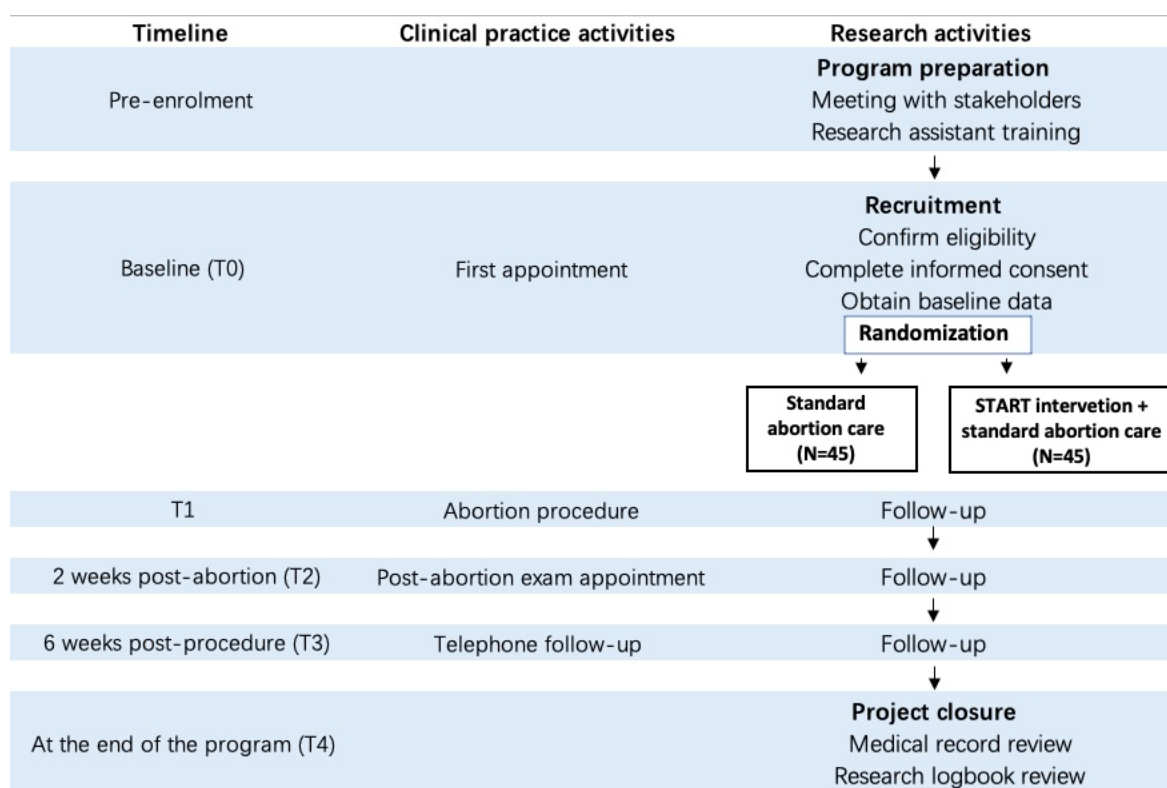 Timeline Clinical practice activities Research activities
Program preparation
Pre-enrolment Meeting with stakeholders
Research assistant training
Recruitment
Confirm eligibility
Baseline (T0) First appointment Complete informed consent
Obtain baseline data
Randomization
Standard
abortion care
(N=45)
START intervetion +
standard abortion care
(N=45)
T1 Abortion procedure Follow-up
2 weeks post-abortion (T2) Post-abortion exam appointment Follow-up
6 weeks post-procedure (T3) Telephone follow-up Follow-up
Project closure
At the end of the program (T4) Medical record review
Research logbook review